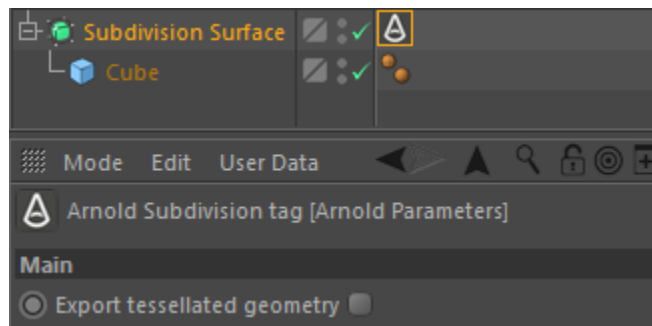 Subdivision Surface
Cube
Mode Edit User Data
Arnold Subdivision tag [Arnold Parameters]
Main
Export tessellated geometry